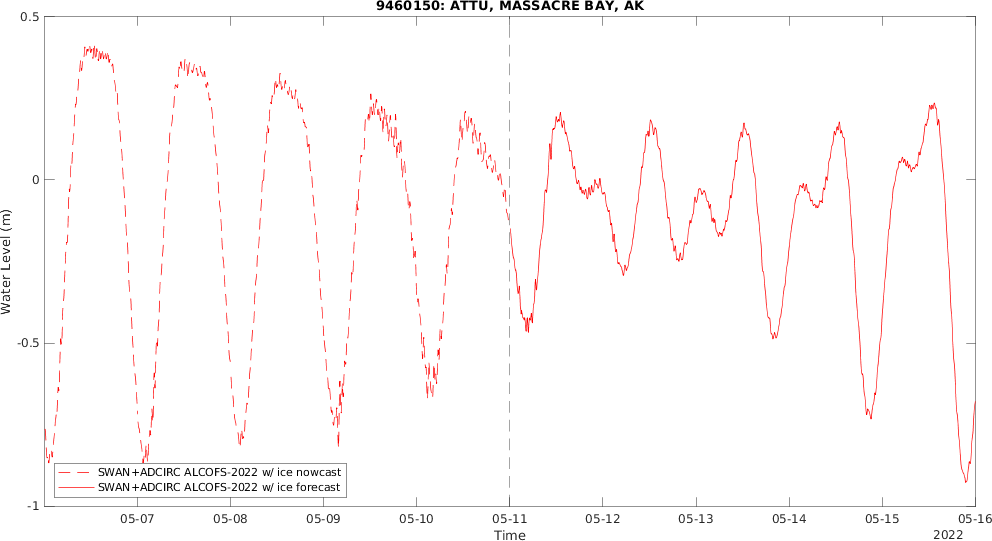 9460150: ATTU, MASSACRE BAY, AK
0.5
0
-0.5
-1
Water Level (m)
SWAN+ADCIRC ALCOFS-2022 w/ ice nowcast
SWAN+ADCIRC ALCOFS-2022 w/ ice forecast
05-07 05-08 05-09 05-10 05-11 05-12 05-13 05-14 05-15 05-16
Time
2022